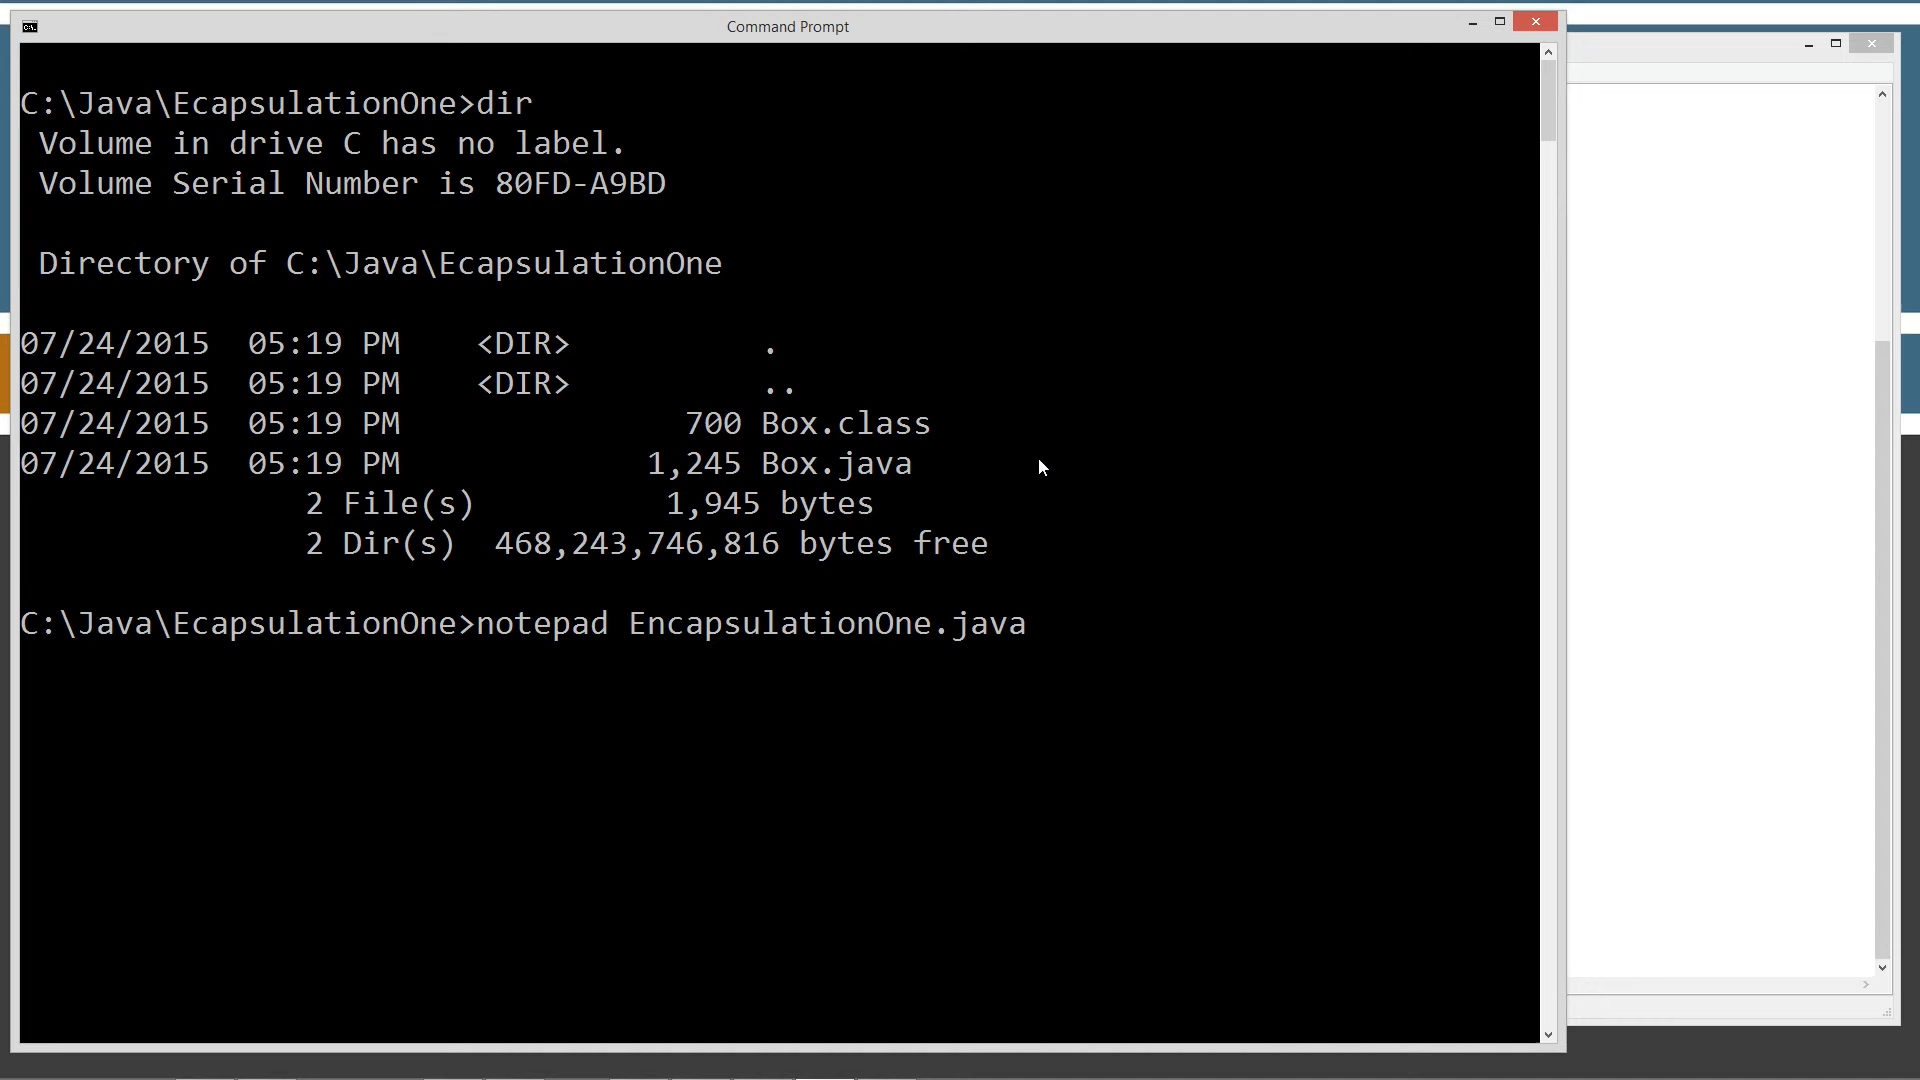 Command Prompt
C:\Java\EcapsulationOne>dir
Volume in drive C has no label.
Volume Serial Number is 80FD-A9BD
Directory of C:\Java\EcapsulationOne
07/24/2015  05:19 PM    <DIR>          .
07/24/2015  05:19 PM    <DIR>          ..
07/24/2015  05:19 PM               700 Box.class
07/24/2015  05:19 PM             1,245 Box.java
2 File(s)          1,945 bytes
2 Dir(s)  468,243,746,816 bytes free
C:\Java\EcapsulationOne>notepad EncapsulationOne.java